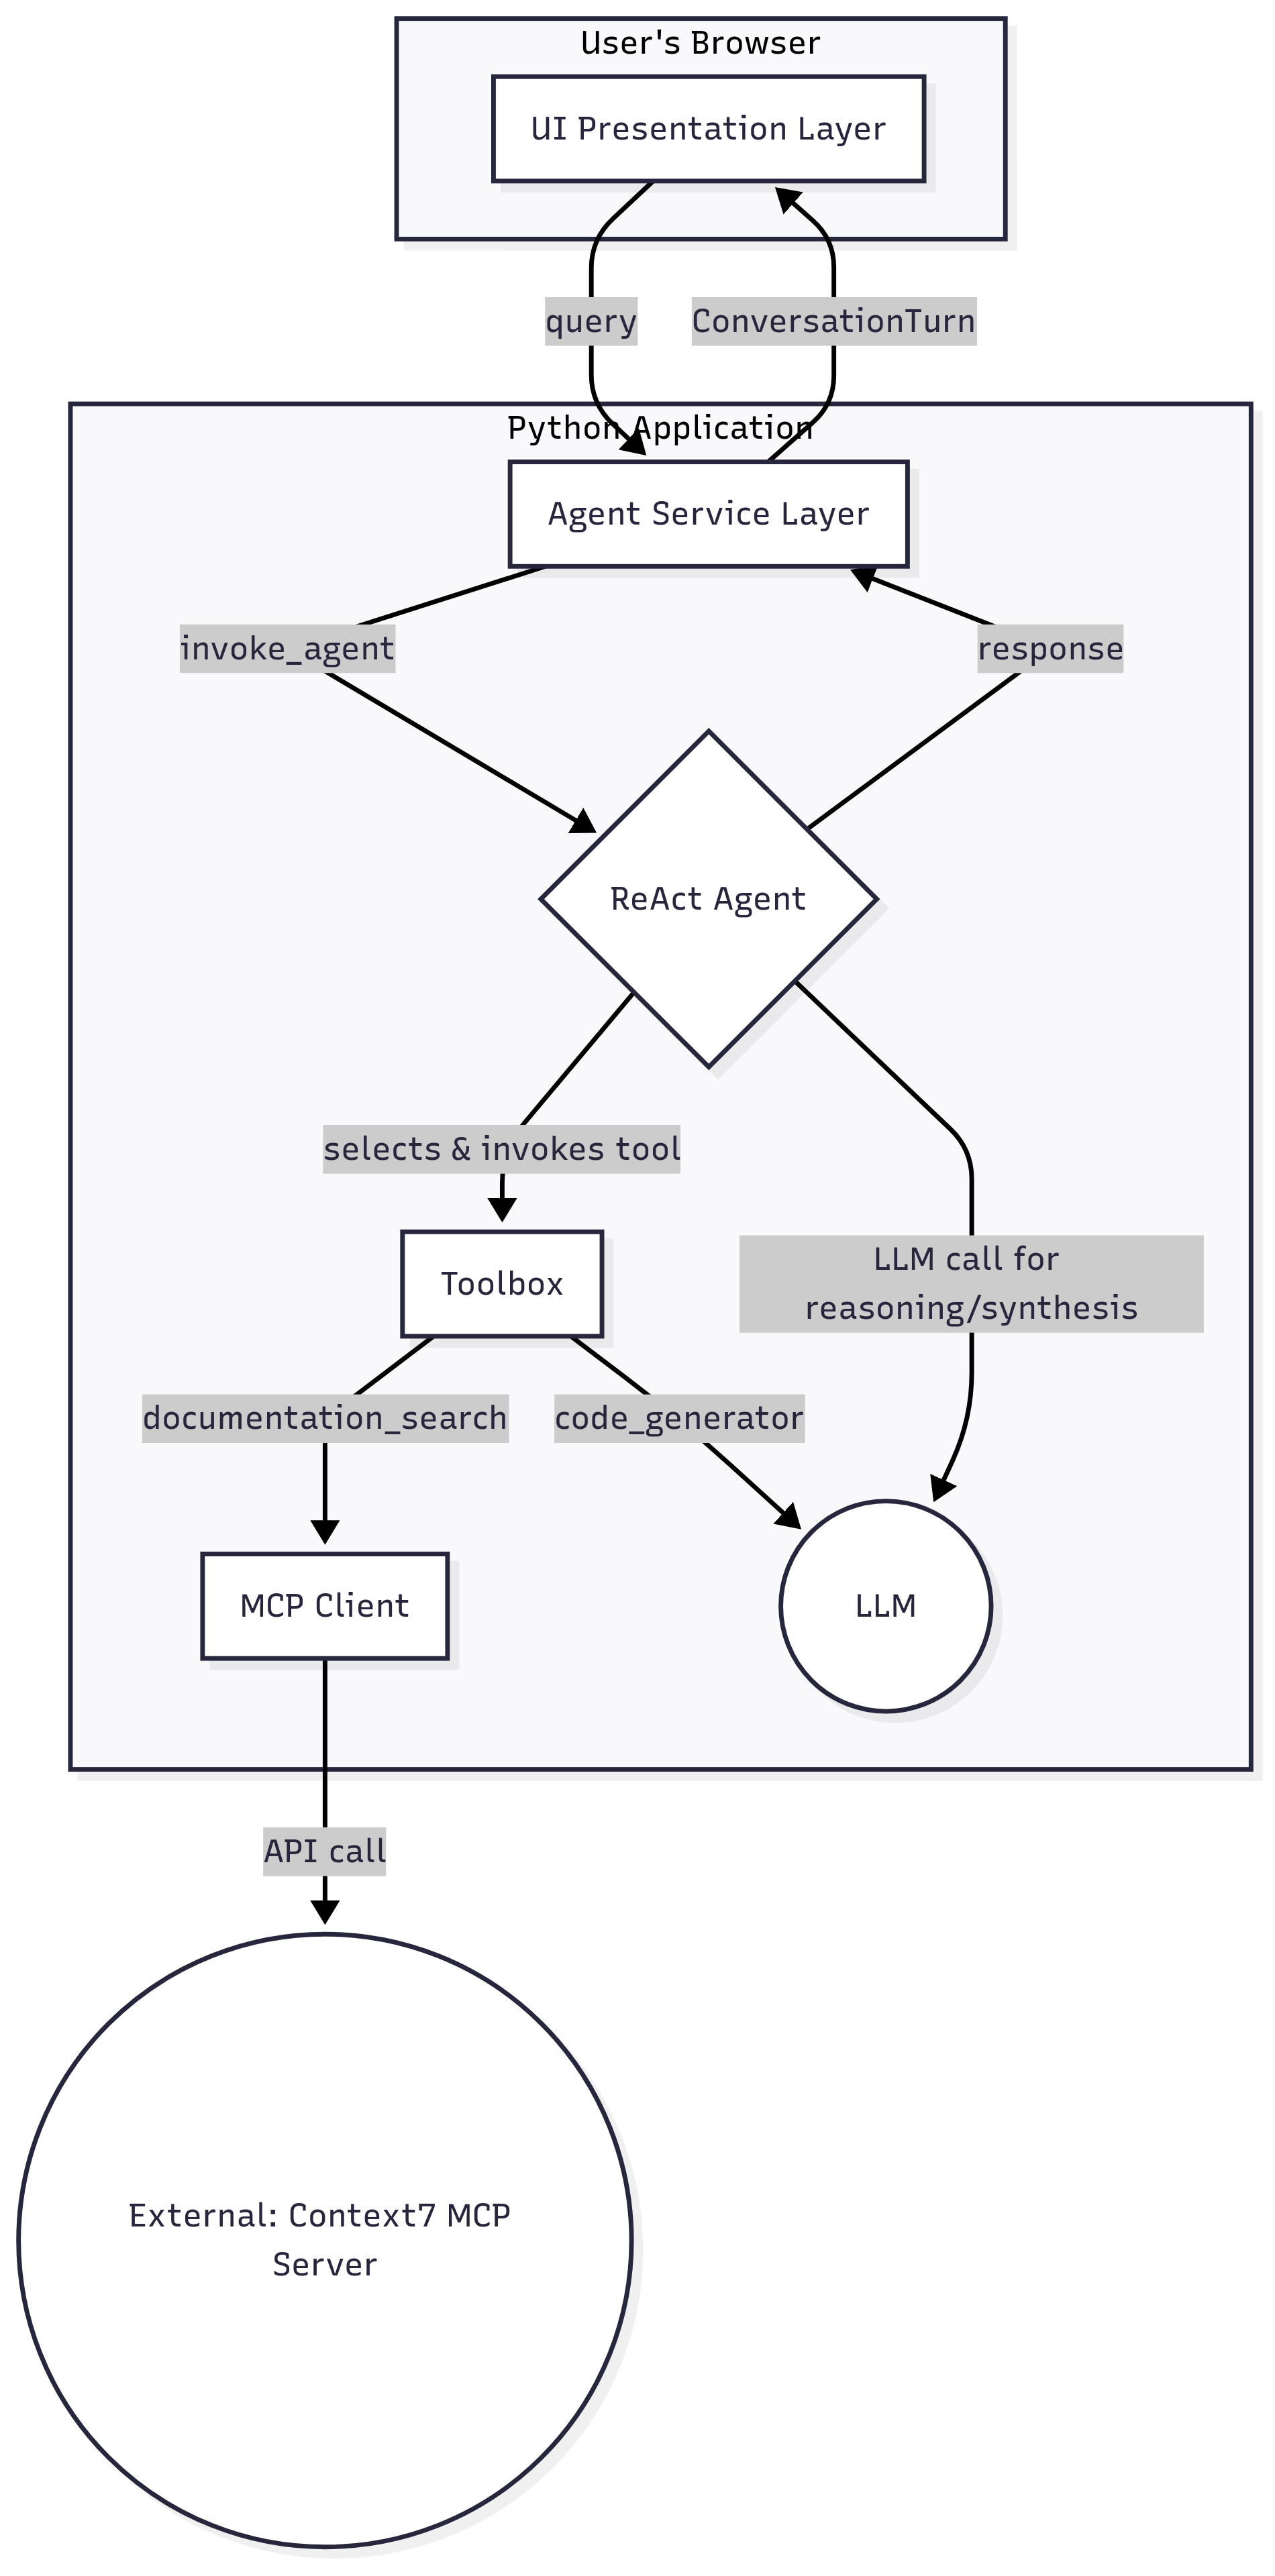 User's Browser
UI Presentation Layer
query
ConversationTurn
Python Application
Agent Service Layer
invoke_agent
response
ReAct Agent
selects & invokes tool
LLM call for
reasoning/synthesis
Toolbox
documentation_search
code_generator
MCP Client
LLM
API call
External: Context7 MCP
Server